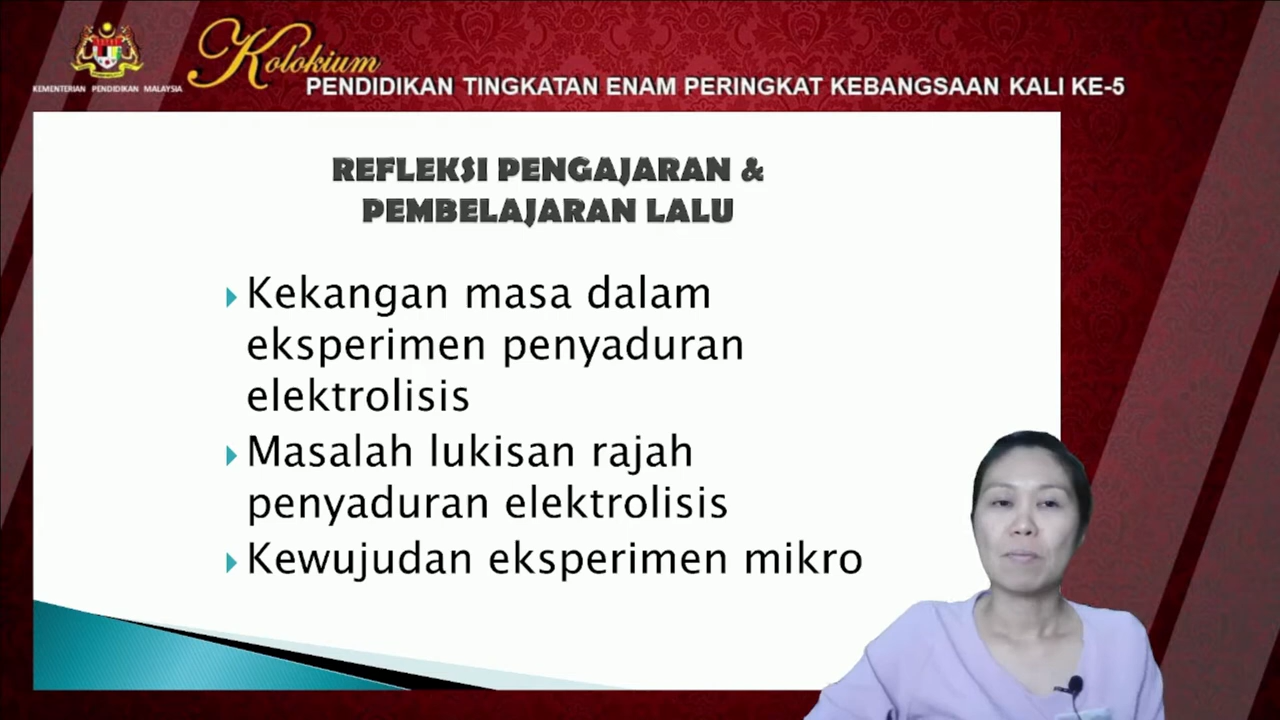 Kolokium
KEMENTERIAN PENDIDIKAN MALAYSIA
PENDIDIKAN TINGKATAN ENAM PERINGKAT KEBANGSAAN KALI KE-5
REFLEKSI PENGAJARAN &
PEMBELAJARAN LALU
Kekangan masa dalam
eksperimen penyaduran
elektrolisis
Masalah lukisan rajah
penyaduran elektrolisis
Kewujudan eksperimen mikro